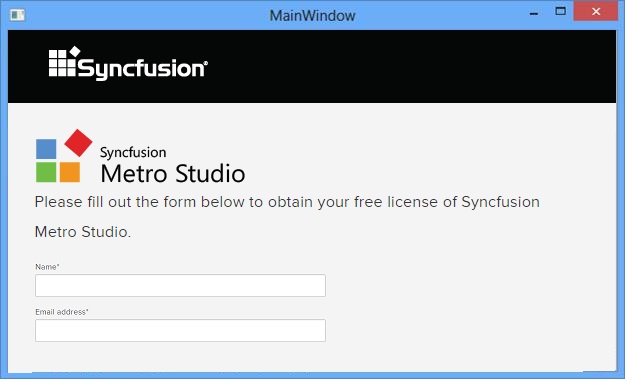 MainWindow
Syncfusion®
Syncfusion
Metro Studio
Please fill out the form below to obtain your free license of Syncfusion
Metro Studio.
Name*
Email address*